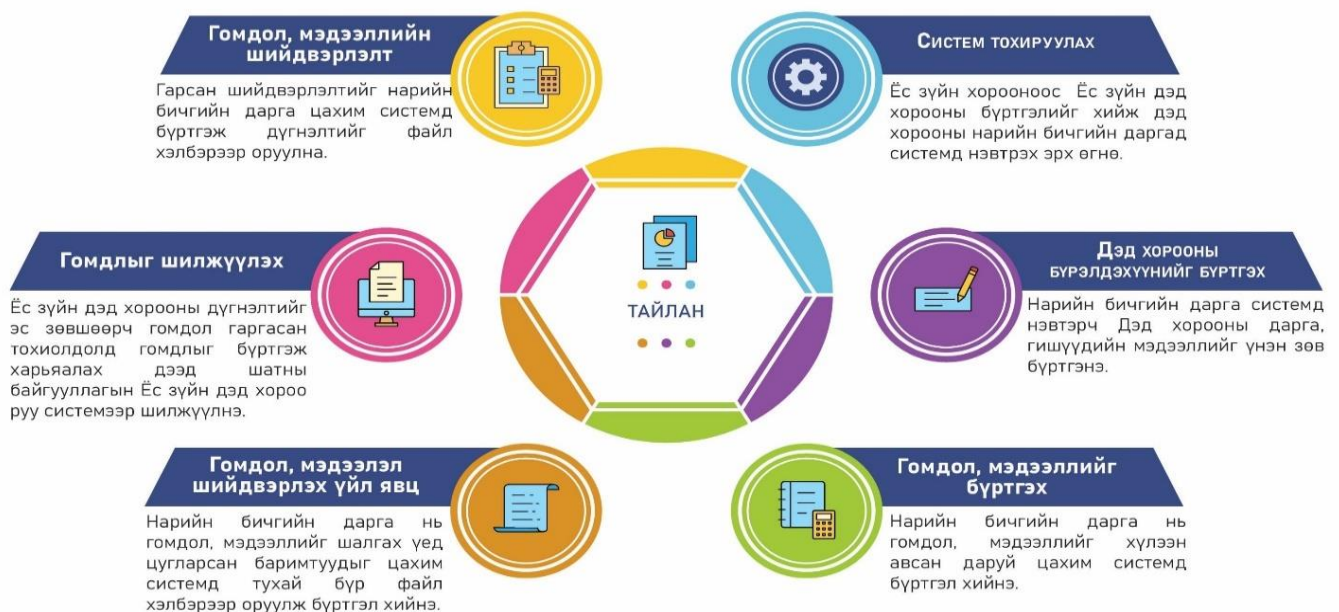 Гомдол, мэдээллийн
шийдвэрлэлт
Гарсан шийдвэрлэлтийг нарийн
бичгийн дарга цахим системд
бүртгэж дүгнэлтийг файл
хэлбэрээр оруулна.
СИСТЕМ ТОХИРУУЛАХ
Ёс зүйн хорооноос Ёс зүйн дэд
хорооны бүртгэлийг хийж дэд
хорооны нарийн бичгийн даргад
системд нэвтрэх эрх өгнө.
Гомдлыг шилжүүлэх
Ёс зүйн дэд хорооны дүгнэлтийг
эс зөвшөөрч гомдол гаргасан
тохиолдолд гомдлыг бүртгэж
харьяалах дээд шатны
байгууллагын Ёс зүйн дэд хороо
руу системээр шилжүүлнэ.
ТАЙЛАН
ДЭД ХОРООНЫ
БҮРЭЛДЭХҮҮНИЙГ БҮРТГЭХ
Нарийн бичгийн дарга системд
нэвтэрч Дэд хорооны дарга,
гишүүдийн мэдээллийг үнэн зөв
бүртгэнэ.
Гомдол, мэдээлэл
шийдвэрлэх үйл явц
Нарийн бичгийн дарга нь
гомдол, мэдээллийг шалгах үед
цугларсан баримтуудыг цахим
системд тухай бүр файл
хэлбэрээр оруулж бүртгэл хийнэ.
Гомдол, мэдээллийг
бүртгэх
Нарийн бичгийн дарга нь
гомдол, мэдээллийг хүлээн
авсан даруй цахим системд
бүртгэл хийнэ.